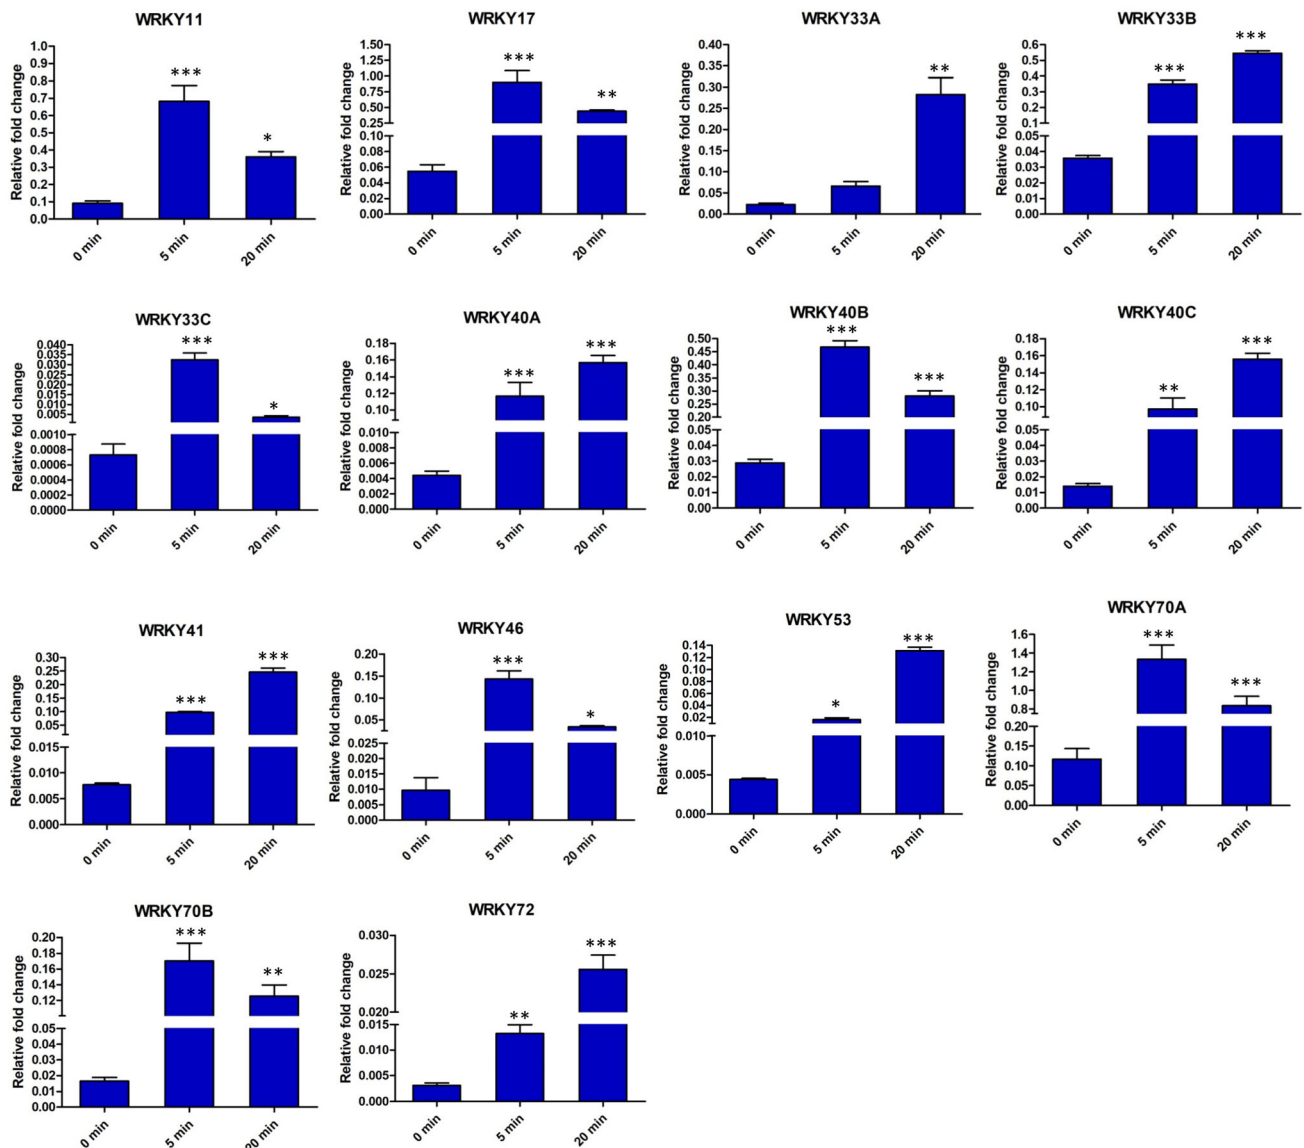 WRKY11
Relative fold change
1.0
0.9
0.8
0.7
0.6
0.5
0.4
0.3
0.2
0.1
0.0
***
*
0 min
5 min
20 min
WRKY17
Relative fold change
1.50
1.25
1.00
0.75
0.50
0.25
0.10
0.08
0.06
0.04
0.02
0.00
***
**
0 min
5 min
20 min
WRKY33A
Relative fold change
0.40
0.35
0.30
0.25
0.20
0.15
0.10
0.05
0.00
**
0 min
5 min
20 min
WRKY33B
Relative fold change
0.6
0.5
0.4
0.3
0.2
0.1
0.05
0.04
0.03
0.02
0.01
0.00
***
***
0 min
5 min
20 min
WRKY33C
Relative fold change
0.040
0.035
0.030
0.025
0.020
0.015
0.010
0.005
0.0010
0.0008
0.0006
0.0004
0.0002
0.0000
***
*
0 min
5 min
20 min
WRKY40A
Relative fold change
0.18
0.16
0.14
0.12
0.10
0.010
0.008
0.006
0.004
0.002
0.000
***
***
0 min
5 min
20 min
WRKY40B
Relative fold change
0.50
0.45
0.40
0.35
0.30
0.25
0.20
0.05
0.04
0.03
0.02
0.01
0.00
***
***
0 min
5 min
20 min
WRKY40C
Relative fold change
0.18
0.16
0.14
0.12
0.10
0.05
0.04
0.03
0.02
0.01
0.00
**
***
0 min
5 min
20 min
WRKY41
Relative fold change
0.30
0.25
0.20
0.15
0.10
0.05
0.015
0.010
0.005
0.000
***
***
0 min
5 min
20 min
WRKY46
Relative fold change
0.20
0.15
0.10
0.05
0.025
0.020
0.015
0.010
0.005
0.000
***
*
0 min
5 min
20 min
WRKY53
Relative fold change
0.14
0.12
0.10
0.08
0.06
0.04
0.02
0.010
0.005
0.000
*
***
0 min
5 min
20 min
WRKY70A
Relative fold change
1.6
1.4
1.2
1.0
0.8
0.20
0.15
0.10
0.05
0.00
***
***
0 min
5 min
20 min
WRKY70B
Relative fold change
0.20
0.18
0.16
0.14
0.12
0.05
0.04
0.03
0.02
0.01
0.00
***
**
0 min
5 min
20 min
WRKY72
Relative fold change
0.030
0.025
0.020
0.015
0.010
0.005
0.000
**
***
0 min
5 min
20 min